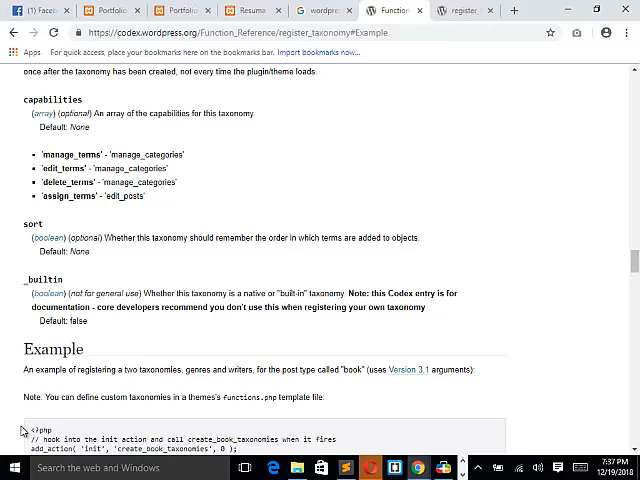 Facebo
Portfolio
Portfolio
Resuma
wordpres
Function
register_
https://codex.wordpress.org/Function_Reference/register_taxonomy#Example
Apps For quick access, place your bookmarks here on the bookmarks bar. Import bookmarks now...
once after the taxonomy has been created, not every time the plugin/theme loads.
capabilities
(array) (optional) An array of the capabilities for this taxonomy.
Default: None
'manage_terms' - 'manage_categories'
'edit_terms' - 'manage_categories'
'delete_terms' - 'manage_categories'
'assign_terms' - 'edit_posts'
sort
(boolean) (optional) Whether this taxonomy should remember the order in which terms are added to objects.
Default: None
_builtin
(boolean) (not for general use) Whether this taxonomy is a native or "built-in" taxonomy. Note: this Codex entry is for
documentation - core developers recommend you don't use this when registering your own taxonomy
Default: false
Example
An example of registering a two taxonomies, genres and writers, for the post type called "book" (uses Version 3.1 arguments):
Note: You can define custom taxonomies in a themes's functions.php template file:
<?php
// hook into the init action and call create_book_taxonomies when it fires
add_action( 'init', 'create_book_taxonomies', 0 );
Search the web and Windows
7:37 PM
12/19/2018